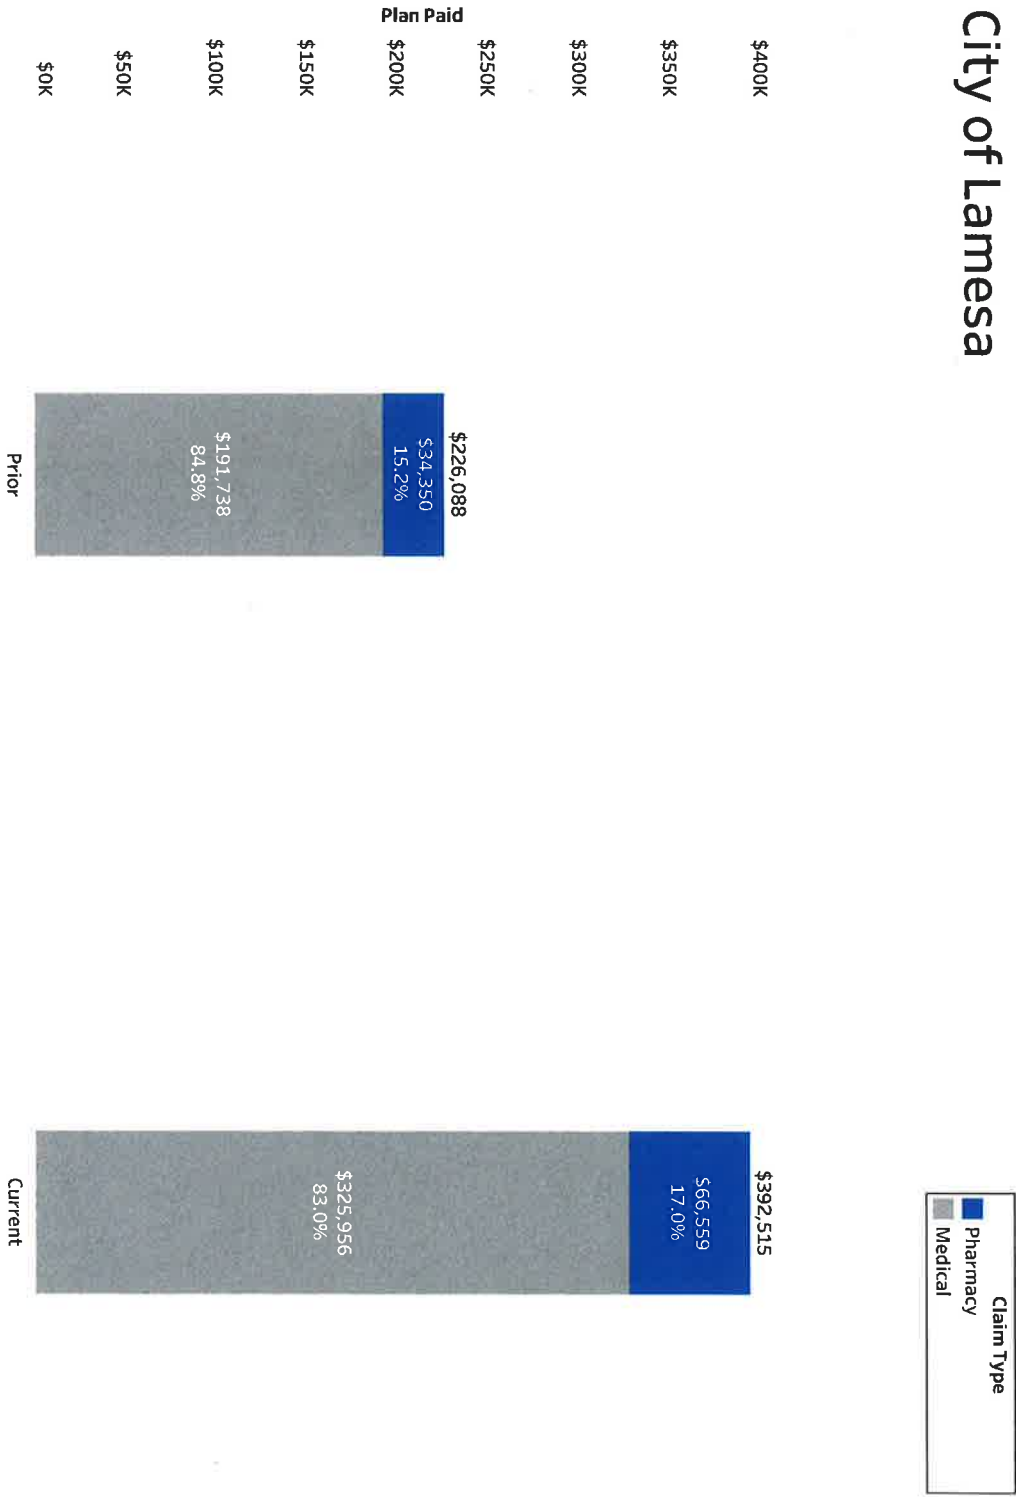 City of Lamesa
Claim Type
Pharmacy
Medical
Plan Paid
$400K
$350K
$300K
$250K
$200K
$150K
$100K
$50K
$0K
$226,088
$34,350
15.2%
$191,738
84.8%
Prior
$392,515
$66,559
17.0%
$325,956
83.0%
Current